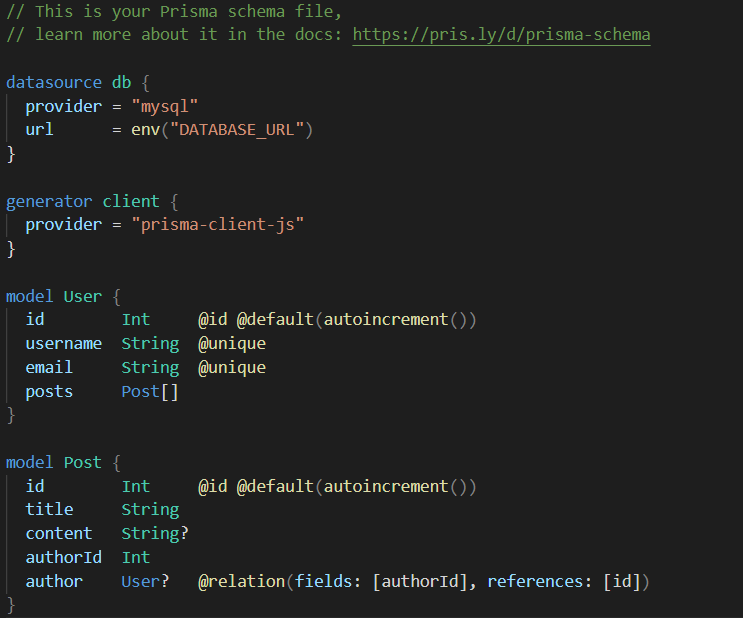 // This is your Prisma schema file,
// learn more about it in the docs: https://pris.ly/d/prisma-schema

datasource db {
  provider = "mysql"
  url      = env("DATABASE_URL")
}

generator client {
  provider = "prisma-client-js"
}

model User {
  id        Int     @id @default(autoincrement())
  username  String  @unique
  email     String  @unique
  posts     Post[]
}

model Post {
  id        Int     @id @default(autoincrement())
  title     String
  content   String?
  authorId  Int
  author    User?   @relation(fields: [authorId], references: [id])
}